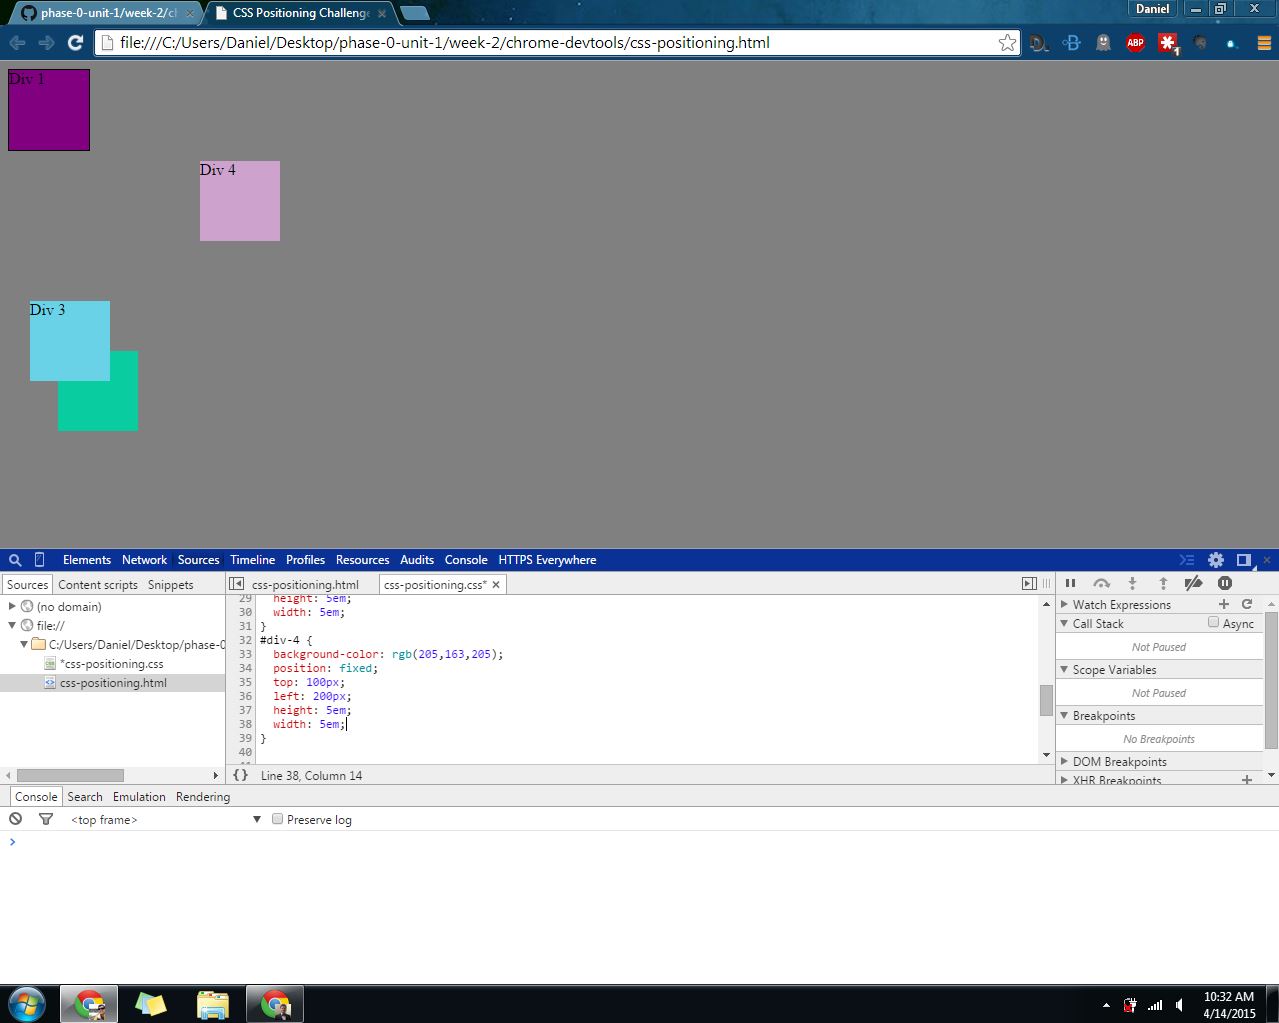 phase-0-unit-1/week-2/cl
CSS Positioning Challenge
Daniel
file:///C:/Users/Daniel/Desktop/phase-0-unit-1/week-2/chrome-devtools/css-positioning.html
ABP
1
Div 1
Div 4
Div 3
Elements Network Sources Timeline Profiles Resources Audits Console HTTPS Everywhere
Sources Content scripts Snippets
css-positioning.html css-positioning.css*
(no domain)
file://
C:/Users/Daniel/Desktop/phase-0
*css-positioning.css
css-positioning.html
29 height: 5em;
30 width: 5em;
31 }
32 #div-4 {
33 background-color: rgb(205,163,205);
34 position: fixed;
35 top: 100px;
36 left: 200px;
37 height: 5em;
38 width: 5em;
39 }
40
{} Line 38, Column 14
Watch Expressions
Call Stack Async
Not Paused
Scope Variables
Not Paused
Breakpoints
No Breakpoints
DOM Breakpoints
XHR Breakpoints
Console Search Emulation Rendering
<top frame> Preserve log
10:32 AM
4/14/2015